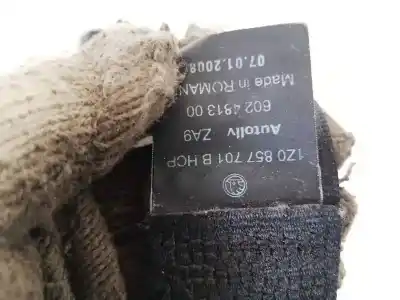 1Z0 857 701 B HCP
Autoliv ZA9
602 4813 00
Made in ROMAN
07.01.2008